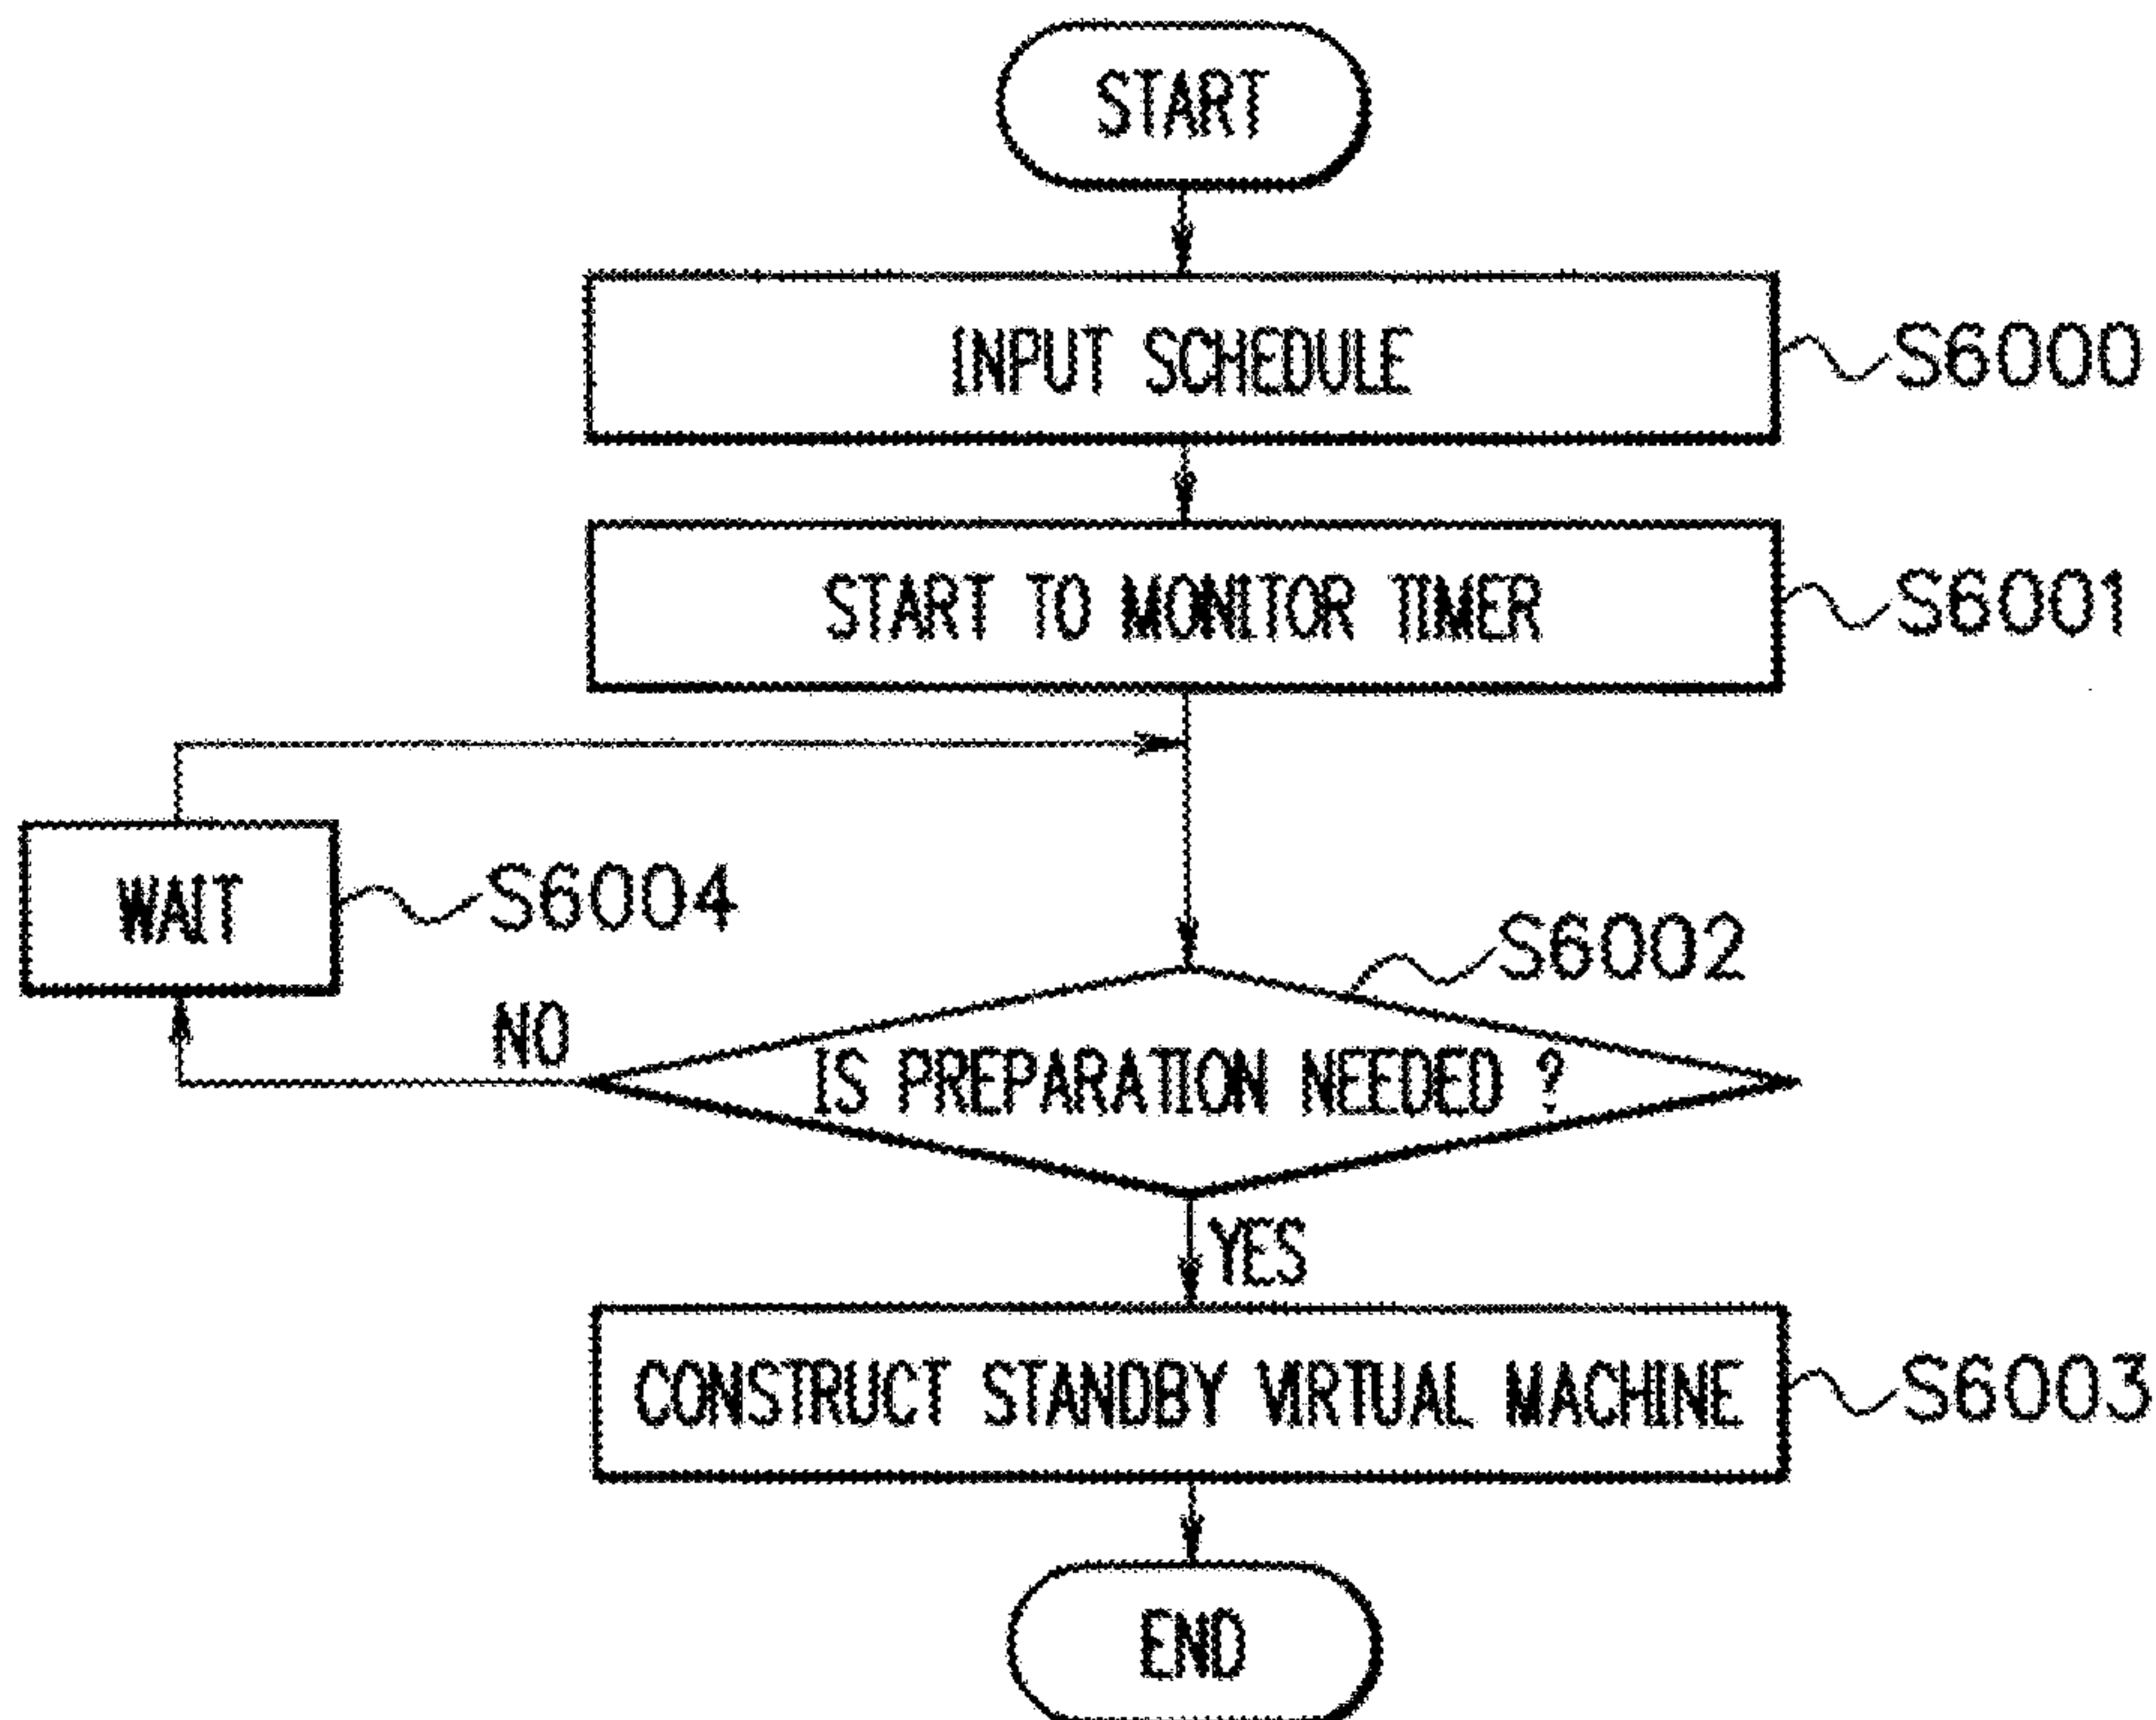 START
INPUT SCHEDULE
S6000
START TO MONITOR TIMER
S6001
WAIT
S6004
S6002
NO
IS PREPARATION NEEDED ?
YES
CONSTRUCT STANDBY VIRTUAL MACHINE
S6003
END